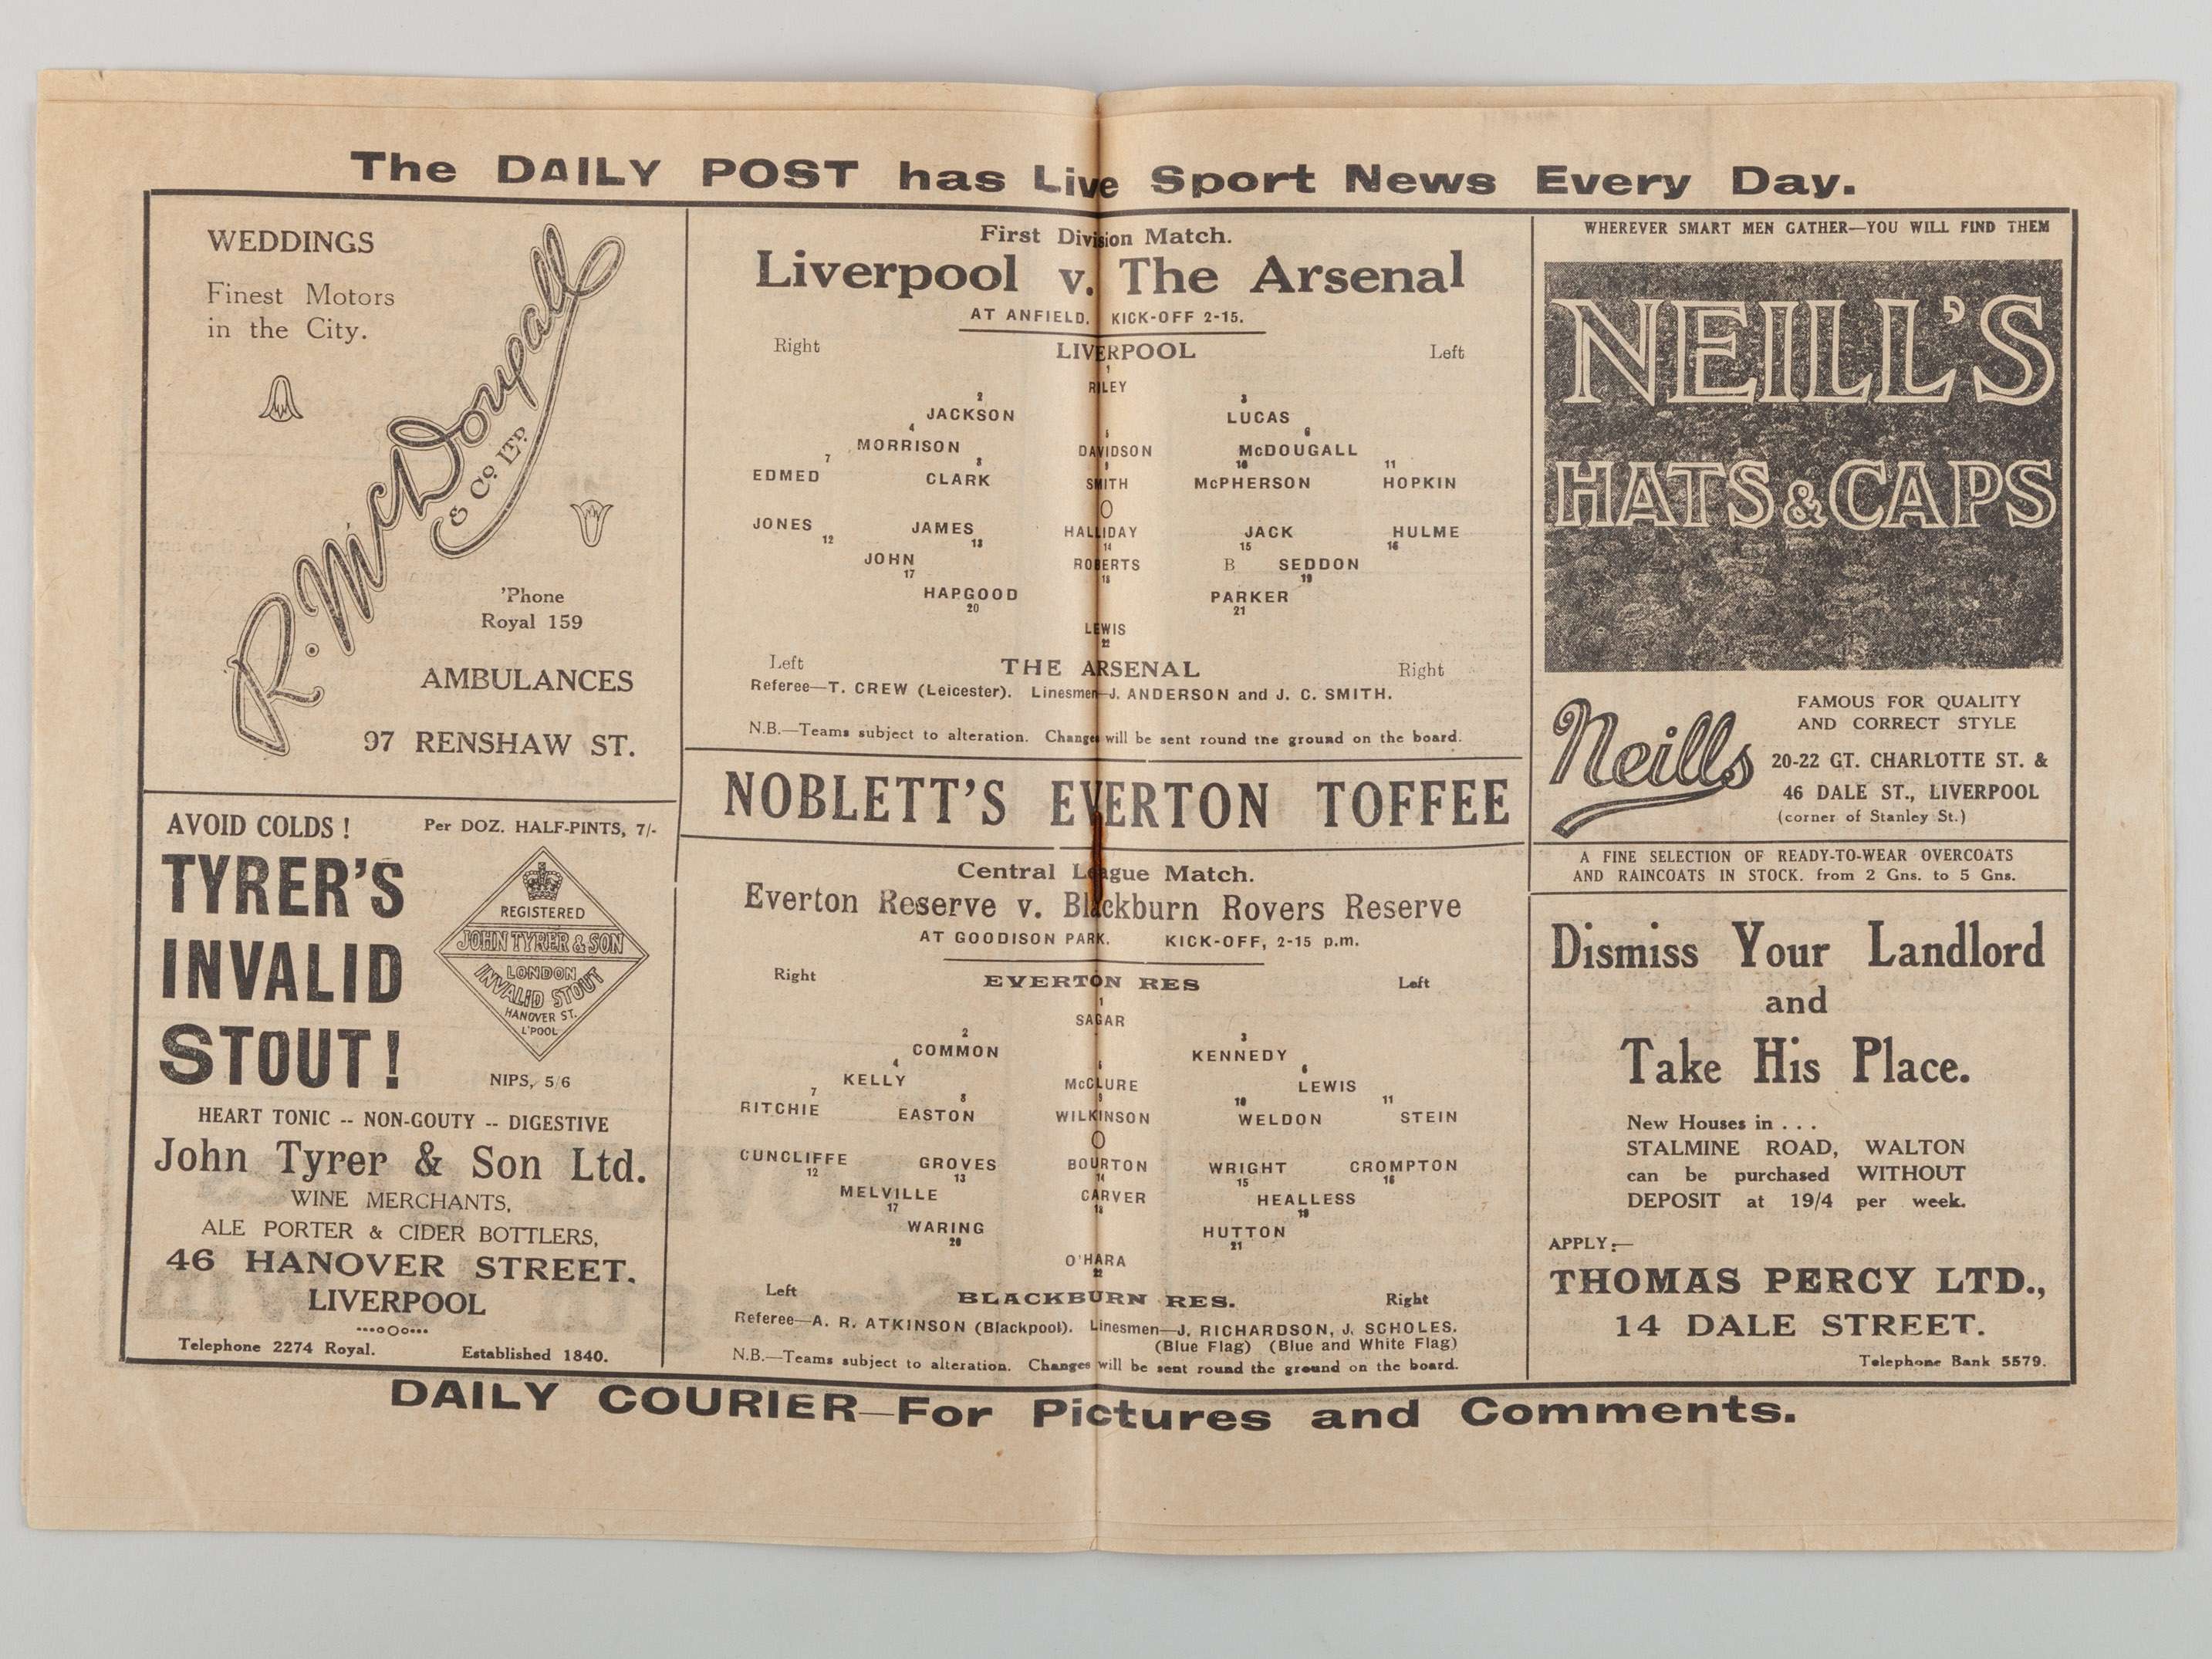 The DAILY POST has Live Sport News Every Day.
WEDDINGS
Finest Motors
in the City.
R. McDougall
& Co LTD.
'Phone
Royal 159
AMBULANCES
97 RENSHAW ST.
AVOID COLDS !
Per DOZ. HALF-PINTS, 7/-
TYRER'S
INVALID
STOUT!
REGISTERED
JOHN TYRER & SON
LONDON
INVALID STOUT
HANOVER ST.
L'POOL
NIPS, 5/6
HEART TONIC -- NON-GOUTY -- DIGESTIVE
John Tyrer & Son Ltd.
WINE MERCHANTS,
ALE PORTER & CIDER BOTTLERS,
46 HANOVER STREET.
LIVERPOOL
Telephone 2274 Royal. Established 1840.
First Division Match.
Liverpool v. The Arsenal
AT ANFIELD. KICK-OFF 2-15.
Right LIVERPOOL Left
1
RILEY
2 3
JACKSON LUCAS
4 5 6
MORRISON DAVIDSON McDOUGALL
7 8 9 10 11
EDMED CLARK SMITH McPHERSON HOPKIN
O
JONES JAMES HALLIDAY JACK HULME
12 13 14 15 16
JOHN ROBERTS B SEDDON
17 18 19
HAPGOOD PARKER
20 21
LEWIS
22
Left THE ARSENAL Right
Referee—T. CREW (Leicester). Linesmen—J. ANDERSON and J. C. SMITH.
N.B.—Teams subject to alteration. Changes will be sent round tne ground on the board.
NOBLETT'S EVERTON TOFFEE
Central League Match.
Everton Reserve v. Blackburn Rovers Reserve
AT GOODISON PARK. KICK-OFF, 2-15 p.m.
Right EVERTON RES Left
1
SAGAR
2 3
COMMON KENNEDY
4 5 6
KELLY McCLURE LEWIS
7 8 9 10 11
RITCHIE EASTON WILKINSON WELDON STEIN
O
CUNCLIFFE GROVES BOURTON WRIGHT CROMPTON
12 13 14 15 16
MELVILLE CARVER HEALLESS
17 18 19
WARING HUTTON
20 21
O'HARA
22
Left BLACKBURN RES. Right
Referee—A. R. ATKINSON (Blackpool). Linesmen—J. RICHARDSON, J. SCHOLES.
(Blue Flag) (Blue and White Flag)
N.B.—Teams subject to alteration. Changes will be sent round the ground on the board.
WHEREVER SMART MEN GATHER—YOU WILL FIND THEM
NEILL'S
HATS & CAPS
Neills
FAMOUS FOR QUALITY
AND CORRECT STYLE
20-22 GT. CHARLOTTE ST. &
46 DALE ST., LIVERPOOL
(corner of Stanley St.)
A FINE SELECTION OF READY-TO-WEAR OVERCOATS
AND RAINCOATS IN STOCK. from 2 Gns. to 5 Gns.
Dismiss Your Landlord
and
Take His Place.
New Houses in . . .
STALMINE ROAD, WALTON
can be purchased WITHOUT
DEPOSIT at 19/4 per week.
APPLY:—
THOMAS PERCY LTD.,
14 DALE STREET.
Telephone Bank 5579.
DAILY COURIER—For Pictures and Comments.